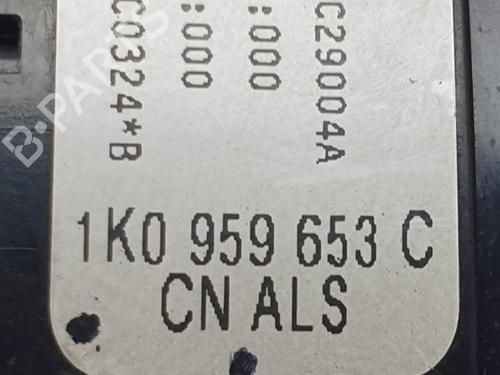 C0324*B
:000
:000
C29004A
1K0 959 653 C
CN ALS
B-PARTS